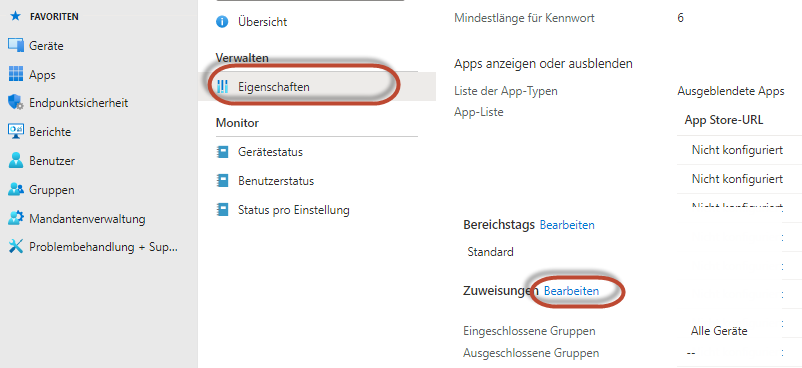 FAVORITEN
Geräte
Apps
Endpunktsicherheit
Berichte
Benutzer
Gruppen
Mandantenverwaltung
Problembehandlung + Sup...
Übersicht
Verwalten
Eigenschaften
Monitor
Gerätestatus
Benutzerstatus
Status pro Einstellung
Mindestlänge für Kennwort 6
Apps anzeigen oder ausblenden
Liste der App-Typen Ausgeblendete Apps
App-Liste
App Store-URL
Nicht konfiguriert
Nicht konfiguriert
Bereichstags Bearbeiten
Standard
Zuweisungen Bearbeiten
Eingeschlossene Gruppen Alle Geräte
Ausgeschlossene Gruppen --